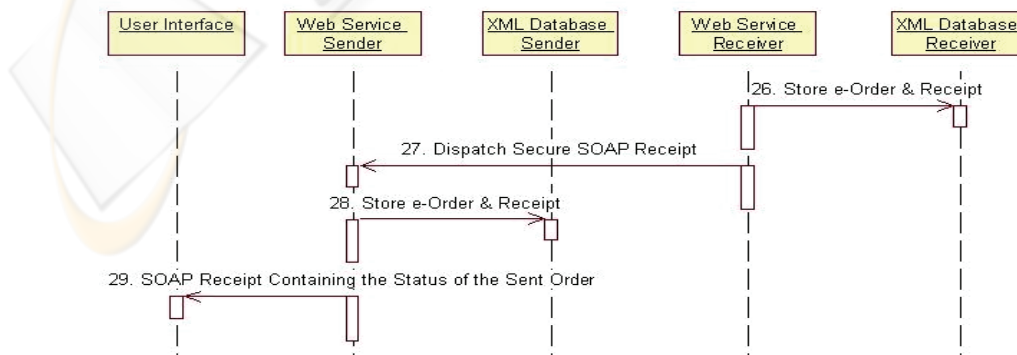 User Interface
Web Service
Sender
XML Database
Sender
Web Service
Receiver
XML Database
Receiver
26. Store e-Order & Receipt
27. Dispatch Secure SOAP Receipt
28. Store e-Order & Receipt
29. SOAP Receipt Containing the Status of the Sent Order